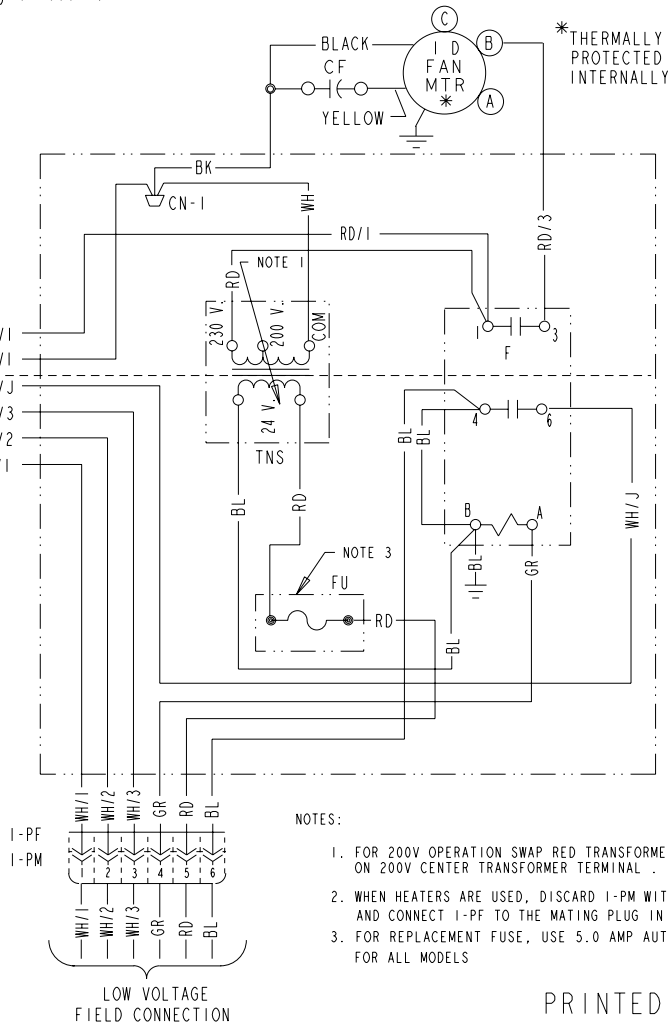 C
BLACK
I D
FAN
MTR
*
B
A
* THERMALLY
PROTECTED
INTERNALLY
CF
YELLOW
BK
CN-1
WH
RD/1
RD/3
NOTE 1
RD
230 V.
200 V.
COM
1
3
F
/1
/1
/J
/3
/2
/1
24 V.
TNS
4
6
BL
BL
WH/J
BL
RD
B
A
BL
GR
NOTE 3
FU
RD
BL
WH/1
WH/2
WH/3
GR
RD
BL
1-PF
1-PM
1
2
3
4
5
6
WH/1
WH/2
WH/3
GR
RD
BL
LOW VOLTAGE
FIELD CONNECTION
NOTES:
1. FOR 200V OPERATION SWAP RED TRANSFORME
ON 200V CENTER TRANSFORMER TERMINAL .
2. WHEN HEATERS ARE USED, DISCARD 1-PM WIT
AND CONNECT 1-PF TO THE MATING PLUG IN
3. FOR REPLACEMENT FUSE, USE 5.0 AMP AUT
FOR ALL MODELS
PRINTED